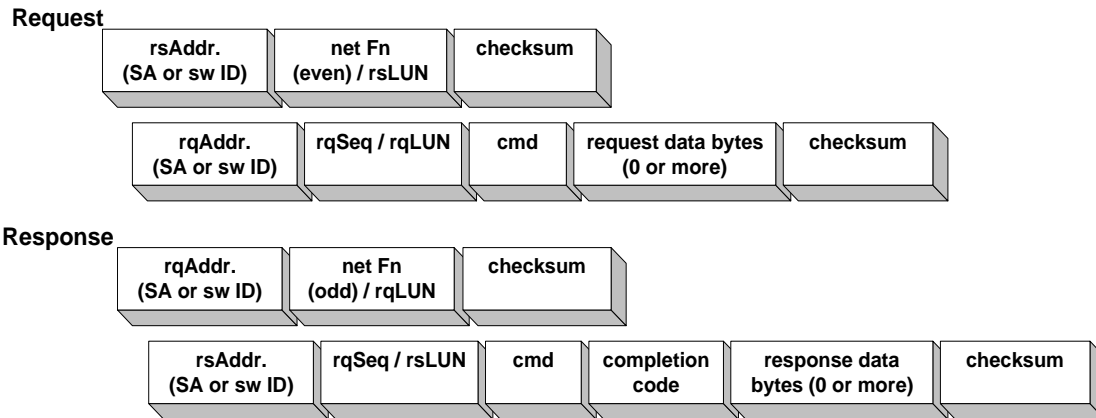 Request
rsAddr.
(SA or sw ID)
net Fn
(even) / rsLUN
checksum
rqAddr.
(SA or sw ID)
rqSeq / rqLUN
cmd
request data bytes
(0 or more)
checksum
Response
rqAddr.
(SA or sw ID)
net Fn
(odd) / rqLUN
checksum
rsAddr.
(SA or sw ID)
rqSeq / rsLUN
cmd
completion
code
response data
bytes (0 or more)
checksum